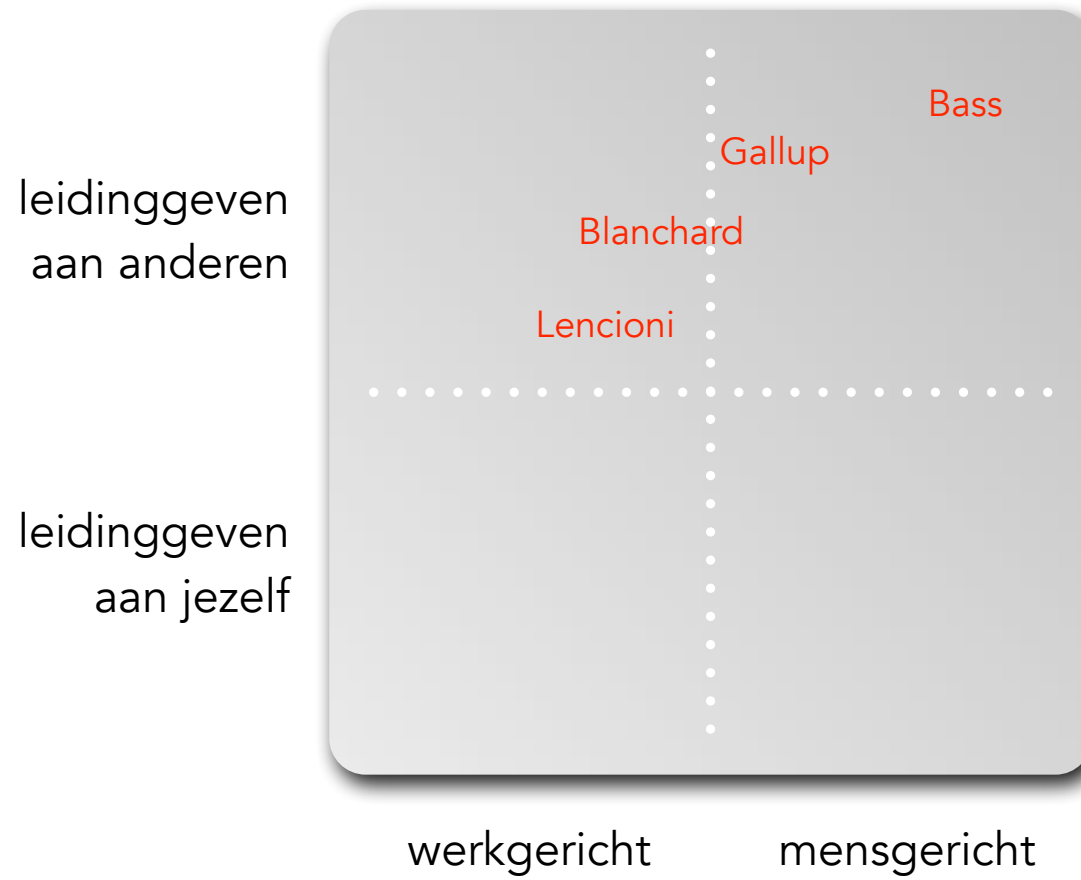 Bass
Gallup
leidinggeven
aan anderen
Blanchard
Lencioni
leidinggeven
aan jezelf
werkgericht
mensgericht